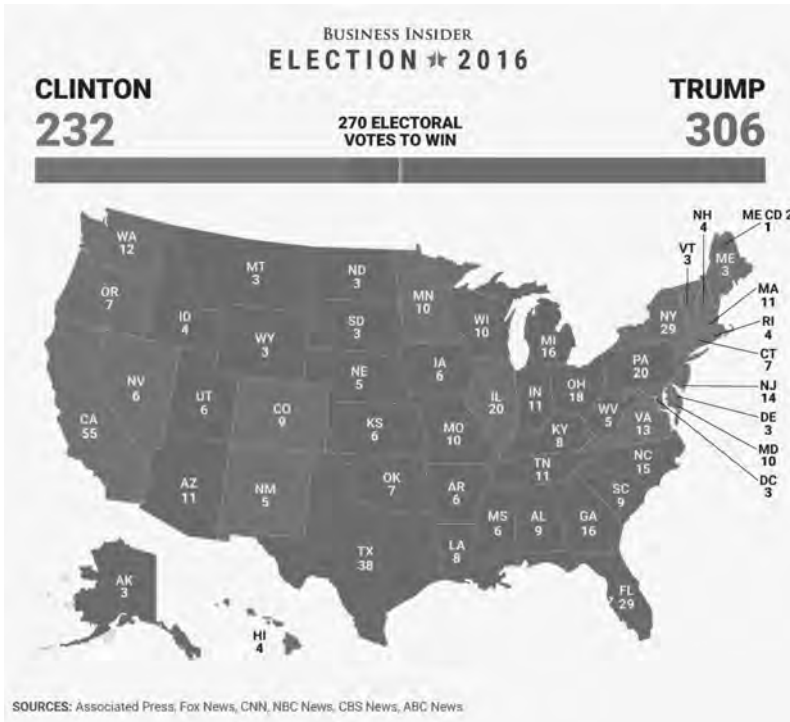 BUSINESS INSIDER
ELECTION 2016
CLINTON
232
270 ELECTORAL
VOTES TO WIN
TRUMP
306
WA
12
OR
7
CA
55
NV
6
ID
4
MT
3
WY
3
UT
6
AZ
11
CO
9
NM
5
ND
3
SD
3
NE
5
KS
6
OK
7
TX
38
MN
10
IA
6
MO
10
AR
6
LA
8
WI
10
IL
20
MI
16
IN
11
OH
18
KY
8
TN
11
MS
6
AL
9
GA
16
FL
29
SC
9
NC
15
VA
13
WV
5
PA
20
NY
29
VT
3
NH
4
ME CD 2
1
ME
3
MA
11
RI
4
CT
7
NJ
14
DE
3
MD
10
DC
3
AK
3
HI
4
SOURCES: Associated Press, Fox News, CNN, NBC News, CBS News, ABC News